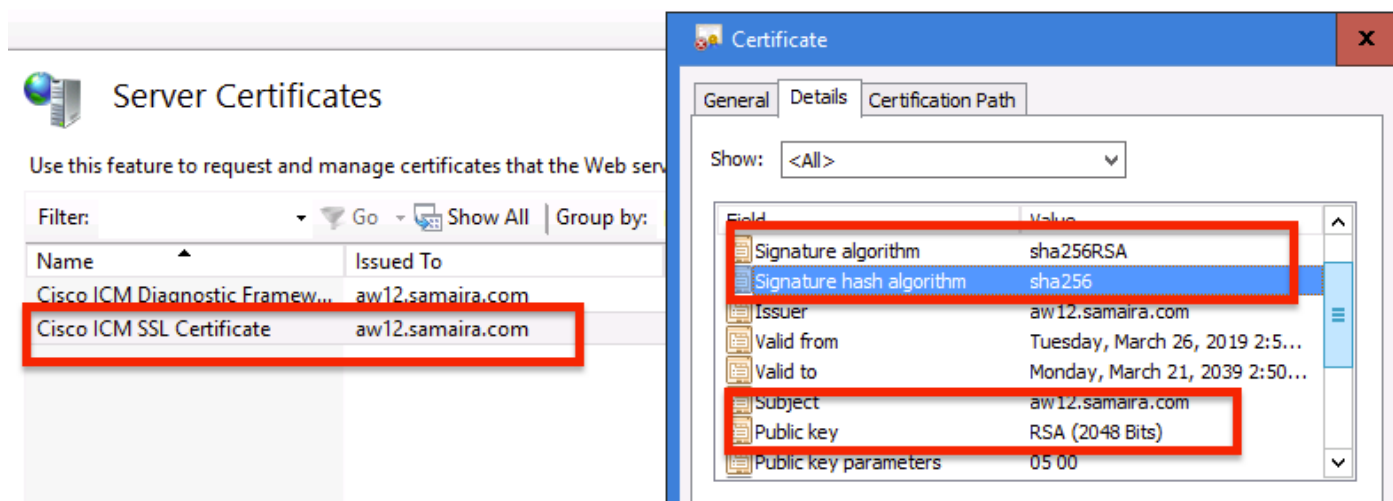 Server Certificates
Use this feature to request and manage certificates that the Web serv
Filter: Go Show All Group by:
Name Issued To
Cisco ICM Diagnostic Framew... aw12.samaira.com
Cisco ICM SSL Certificate aw12.samaira.com
Certificate
x
General Details Certification Path
Show: <All>
Field Value
Signature algorithm sha256RSA
Signature hash algorithm sha256
Issuer aw12.samaira.com
Valid from Tuesday, March 26, 2019 2:5...
Valid to Monday, March 21, 2039 2:50...
Subject aw12.samaira.com
Public key RSA (2048 Bits)
Public key parameters 05 00